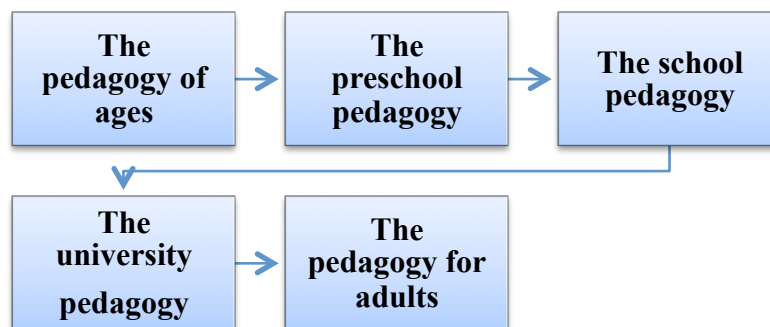 The
pedagogy of
ages
The
preschool
pedagogy
The school
pedagogy
The
university
pedagogy
The
pedagogy for
adults